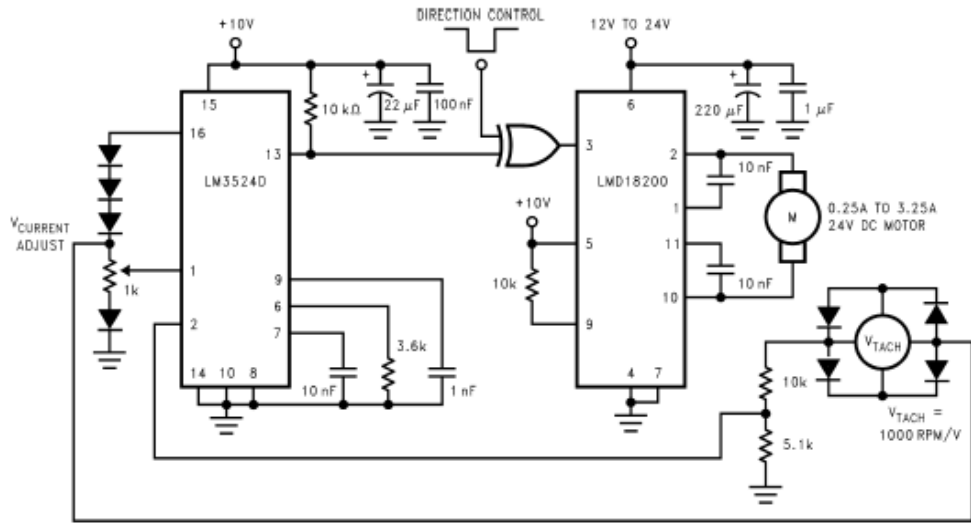 DIRECTION CONTROL
+10V
12V TO 24V
15
6
+
22 µF
100 nF
10 kΩ
+
220 µF
1 µF
16
13
3
2
LM3524D
LMD18200
10 nF
1
VCURRENT
ADJUST
+10V
M
0.25A TO 3.25A
24V DC MOTOR
1
1k
5
11
9
10k
10 nF
6
10
2
7
9
3.6k
VTACH
14
10
8
10 nF
1 nF
4
7
10k
VTACH =
1000 RPM/V
5.1k